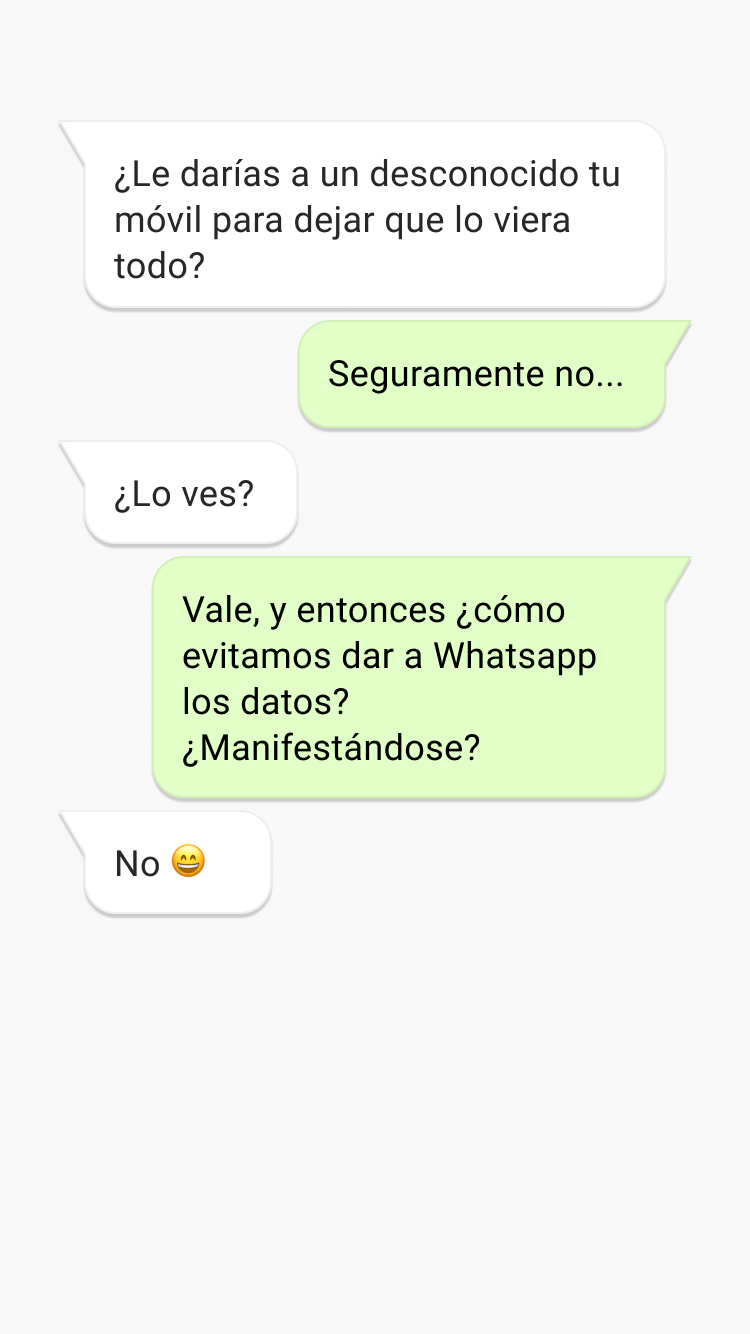 ¿Le darías a un desconocido tu
móvil para dejar que lo viera
todo?
Seguramente no...
¿Lo ves?
Vale, y entonces ¿cómo
evitamos dar a Whatsapp
los datos?
¿Manifestándose?
No 😄